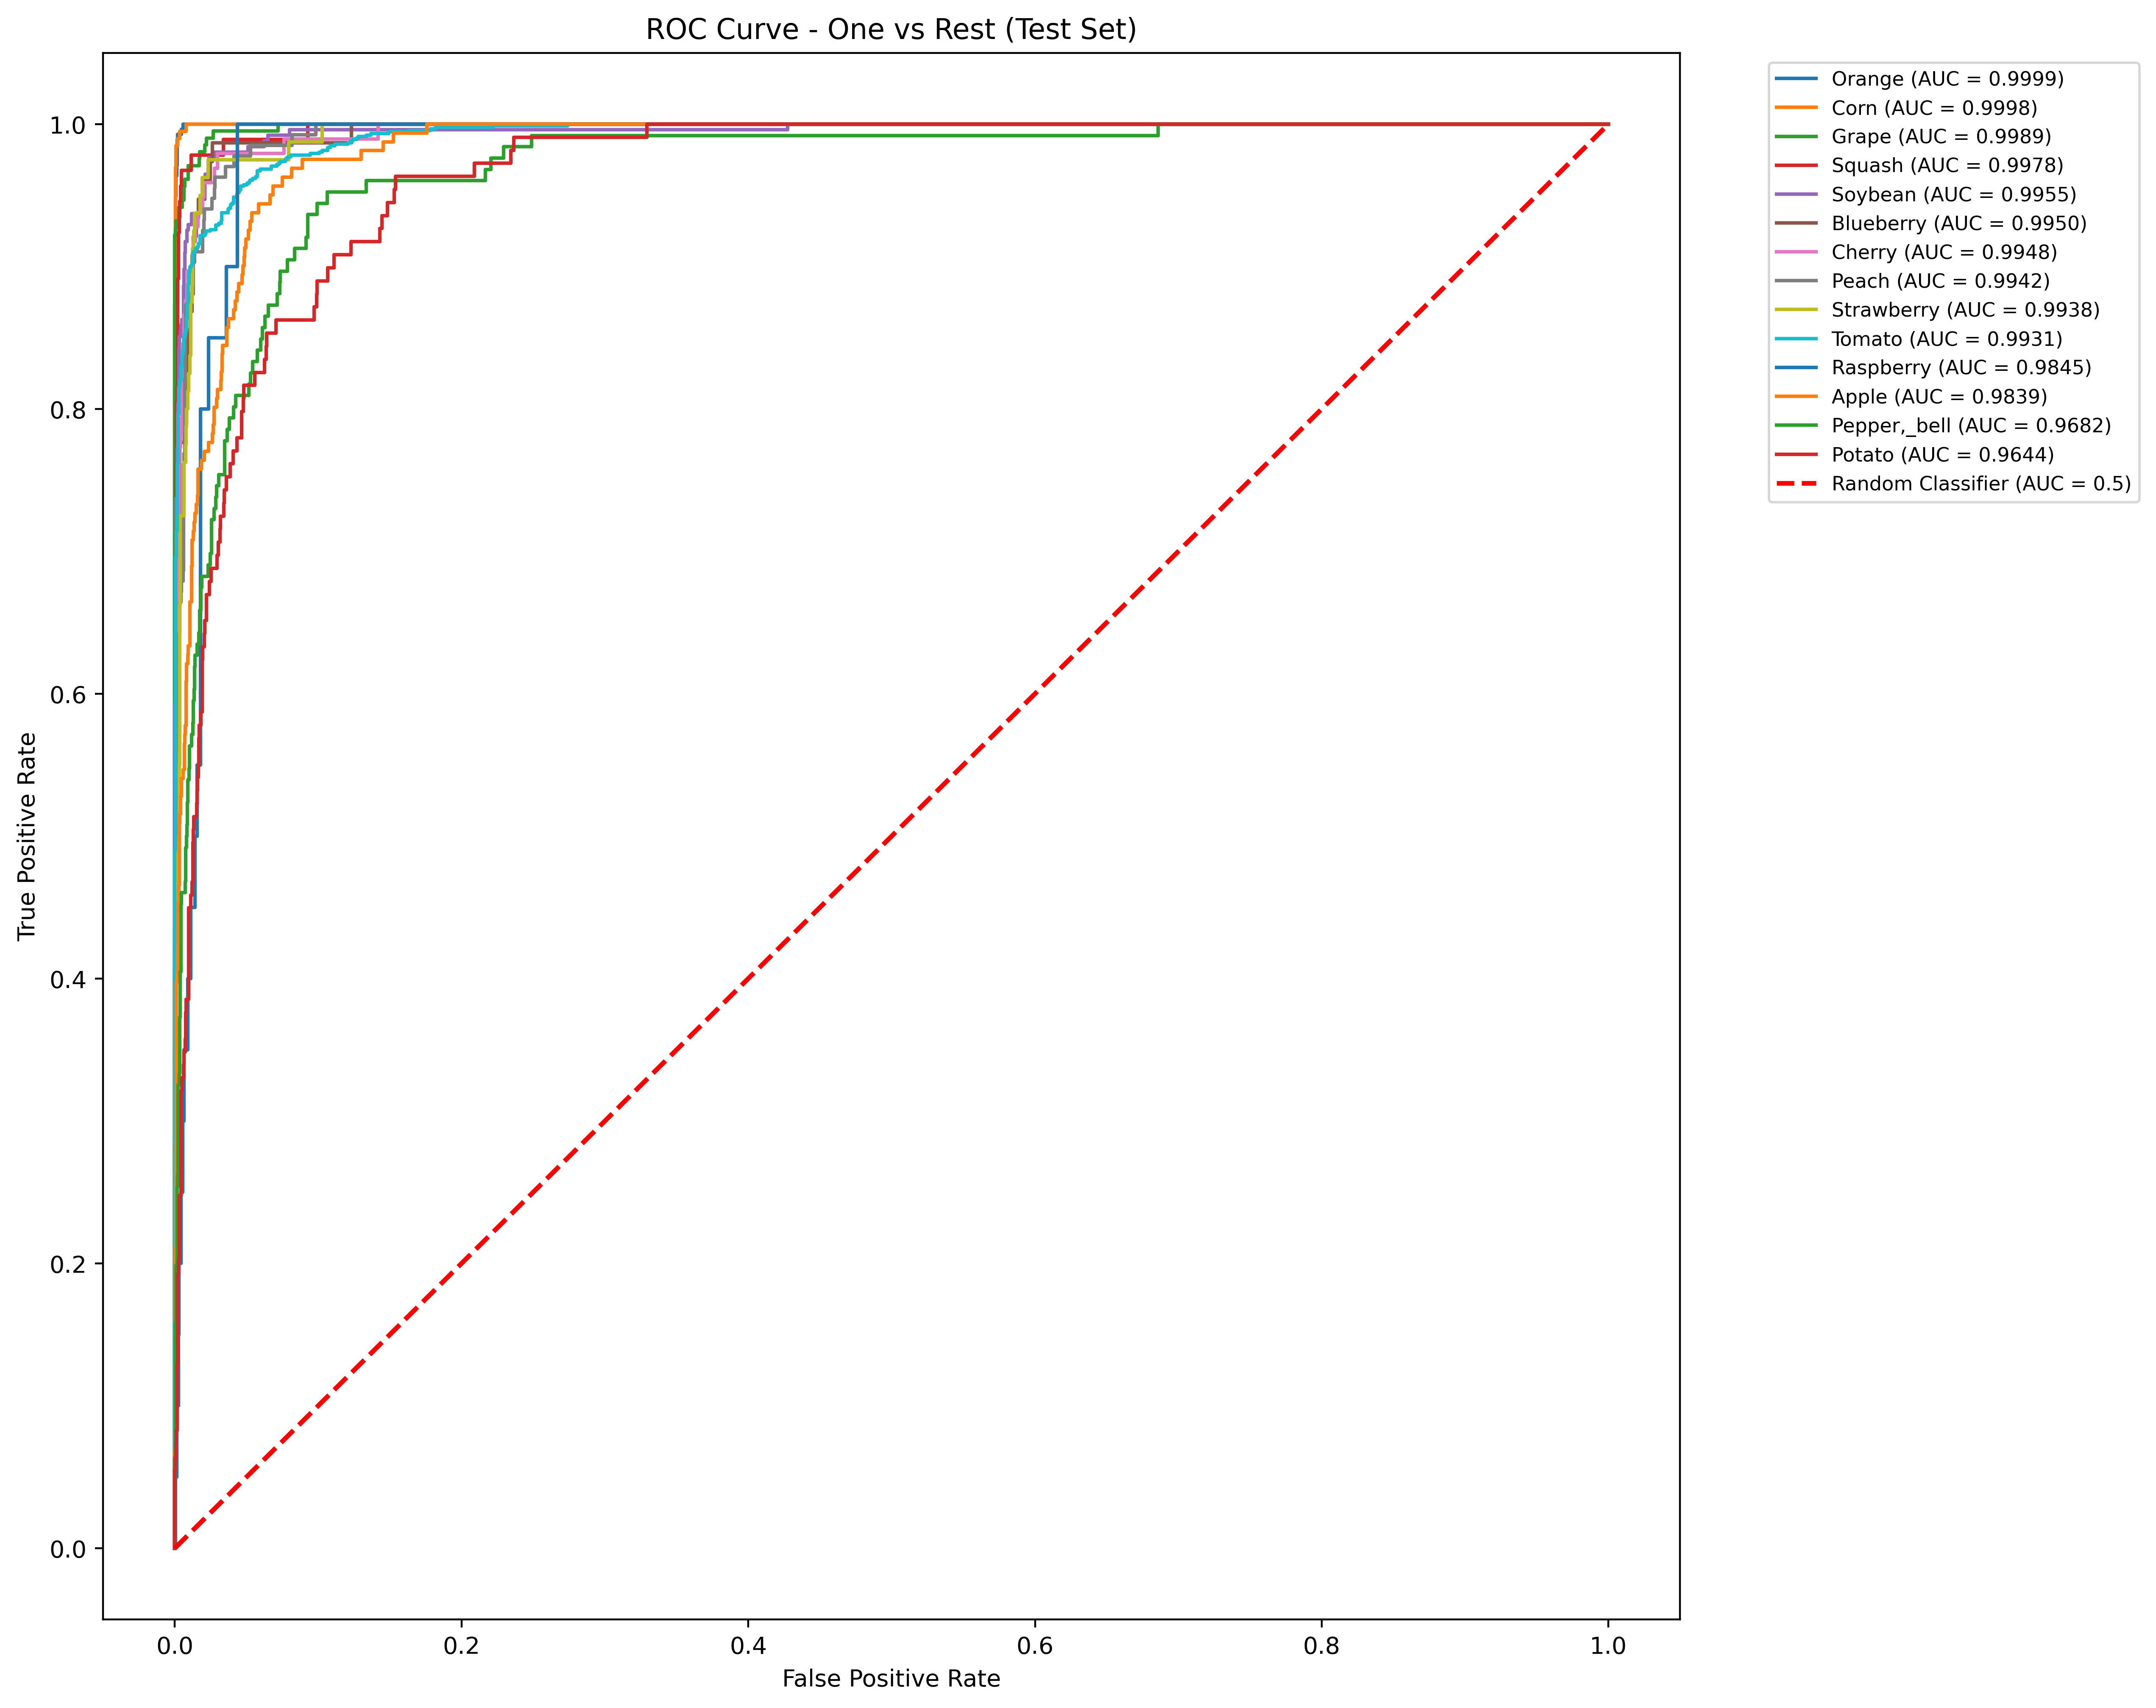 ROC Curve - One vs Rest (Test Set)
Orange (AUC = 0.9999)
Corn (AUC = 0.9998)
Grape (AUC = 0.9989)
Squash (AUC = 0.9978)
Soybean (AUC = 0.9955)
Blueberry (AUC = 0.9950)
Cherry (AUC = 0.9948)
Peach (AUC = 0.9942)
Strawberry (AUC = 0.9938)
Tomato (AUC = 0.9931)
Raspberry (AUC = 0.9845)
Apple (AUC = 0.9839)
Pepper,_bell (AUC = 0.9682)
Potato (AUC = 0.9644)
Random Classifier (AUC = 0.5)
True Positive Rate
1.0
0.8
0.6
0.4
0.2
0.0
0.0 0.2 0.4 0.6 0.8 1.0
False Positive Rate